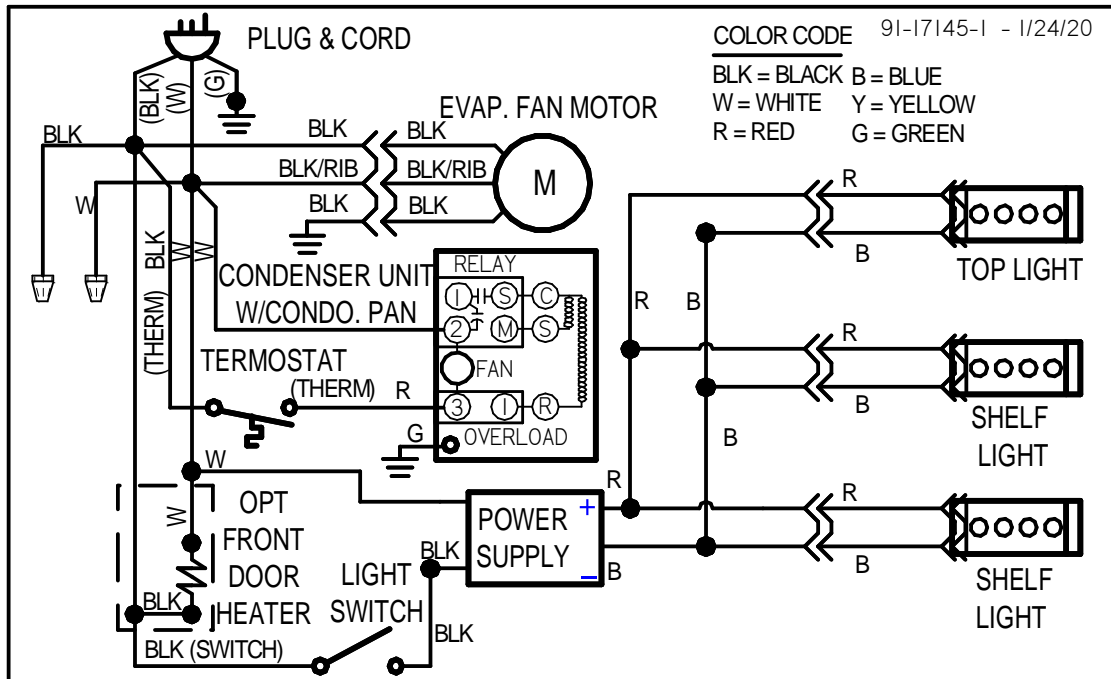 PLUG & CORD
COLOR CODE
91-17145-1 - 1/24/20
BLK = BLACK
B = BLUE
W = WHITE
Y = YELLOW
R = RED
G = GREEN
(BLK)
(W)
(G)
EVAP. FAN MOTOR
BLK
BLK
BLK
BLK/RIB
BLK/RIB
M
BLK
BLK
W
BLK
W
W
(THERM)
CONDENSER UNIT
W/CONDO. PAN
RELAY
1
S
C
2
M
S
FAN
3
1
R
OVERLOAD
TERMOSTAT
(THERM)
R
G
R
B
TOP LIGHT
R
B
R
B
SHELF
LIGHT
B
W
OPT
FRONT
DOOR
HEATER
W
BLK
POWER
SUPPLY
+
–
R
B
R
B
SHELF
LIGHT
LIGHT
SWITCH
BLK
BLK
BLK (SWITCH)